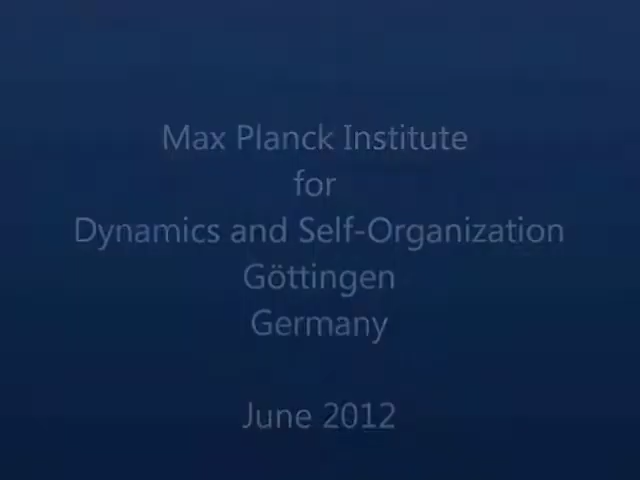 Max Planck Institute
for
Dynamics and Self-Organization
Göttingen
Germany
June 2012